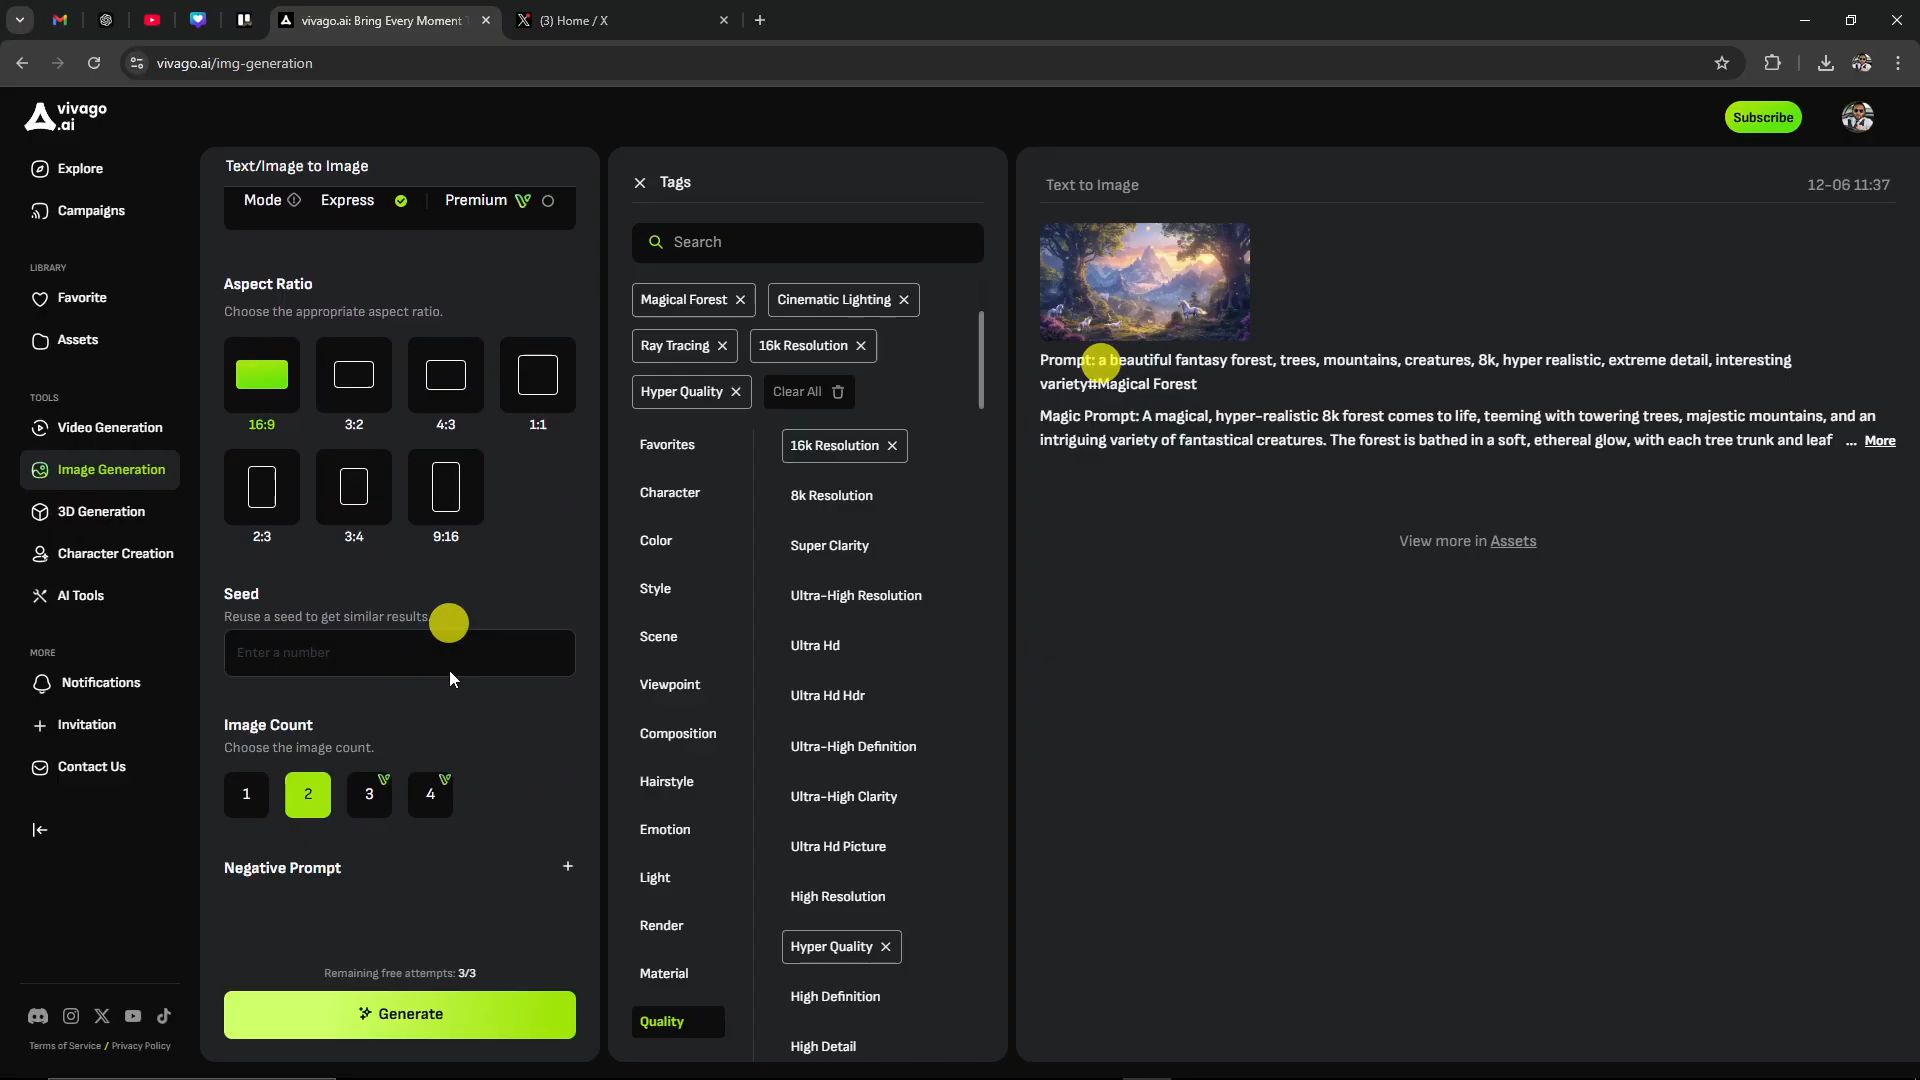 vivago.ai: Bring Every Moment
(3) Home / X
vivago.ai/img-generation
vivago
.ai
Subscribe
Explore
Campaigns
LIBRARY
Favorite
Assets
TOOLS
Video Generation
Image Generation
3D Generation
Character Creation
AI Tools
MORE
Notifications
Invitation
Contact Us
Terms of Service / Privacy Policy
Text/Image to Image
Mode Express Premium
Aspect Ratio
Choose the appropriate aspect ratio.
16:9 3:2 4:3 1:1
2:3 3:4 9:16
Seed
Reuse a seed to get similar results.
Enter a number
Image Count
Choose the image count.
1 2 3 4
Negative Prompt
Remaining free attempts: 3/3
Generate
Tags
Search
Magical Forest Cinematic Lighting
Ray Tracing 16k Resolution
Hyper Quality Clear All
Favorites
Character
Color
Style
Scene
Viewpoint
Composition
Hairstyle
Emotion
Light
Render
Material
Quality
16k Resolution
8k Resolution
Super Clarity
Ultra-High Resolution
Ultra Hd
Ultra Hd Hdr
Ultra-High Definition
Ultra-High Clarity
Ultra Hd Picture
High Resolution
Hyper Quality
High Definition
High Detail
Text to Image 12-06 11:37
Prompt: a beautiful fantasy forest, trees, mountains, creatures, 8k, hyper realistic, extreme detail, interesting
variety#Magical Forest
Magic Prompt: A magical, hyper-realistic 8k forest comes to life, teeming with towering trees, majestic mountains, and an
intriguing variety of fantastical creatures. The forest is bathed in a soft, ethereal glow, with each tree trunk and leaf ... More
View more in Assets